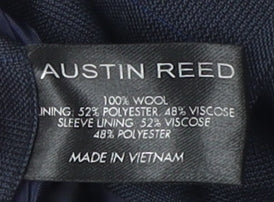 AUSTIN REED
100% WOOL
LINING: 52% POLYESTER, 48% VISCOSE
SLEEVE LINING: 52% VISCOSE
48% POLYESTER
MADE IN VIETNAM